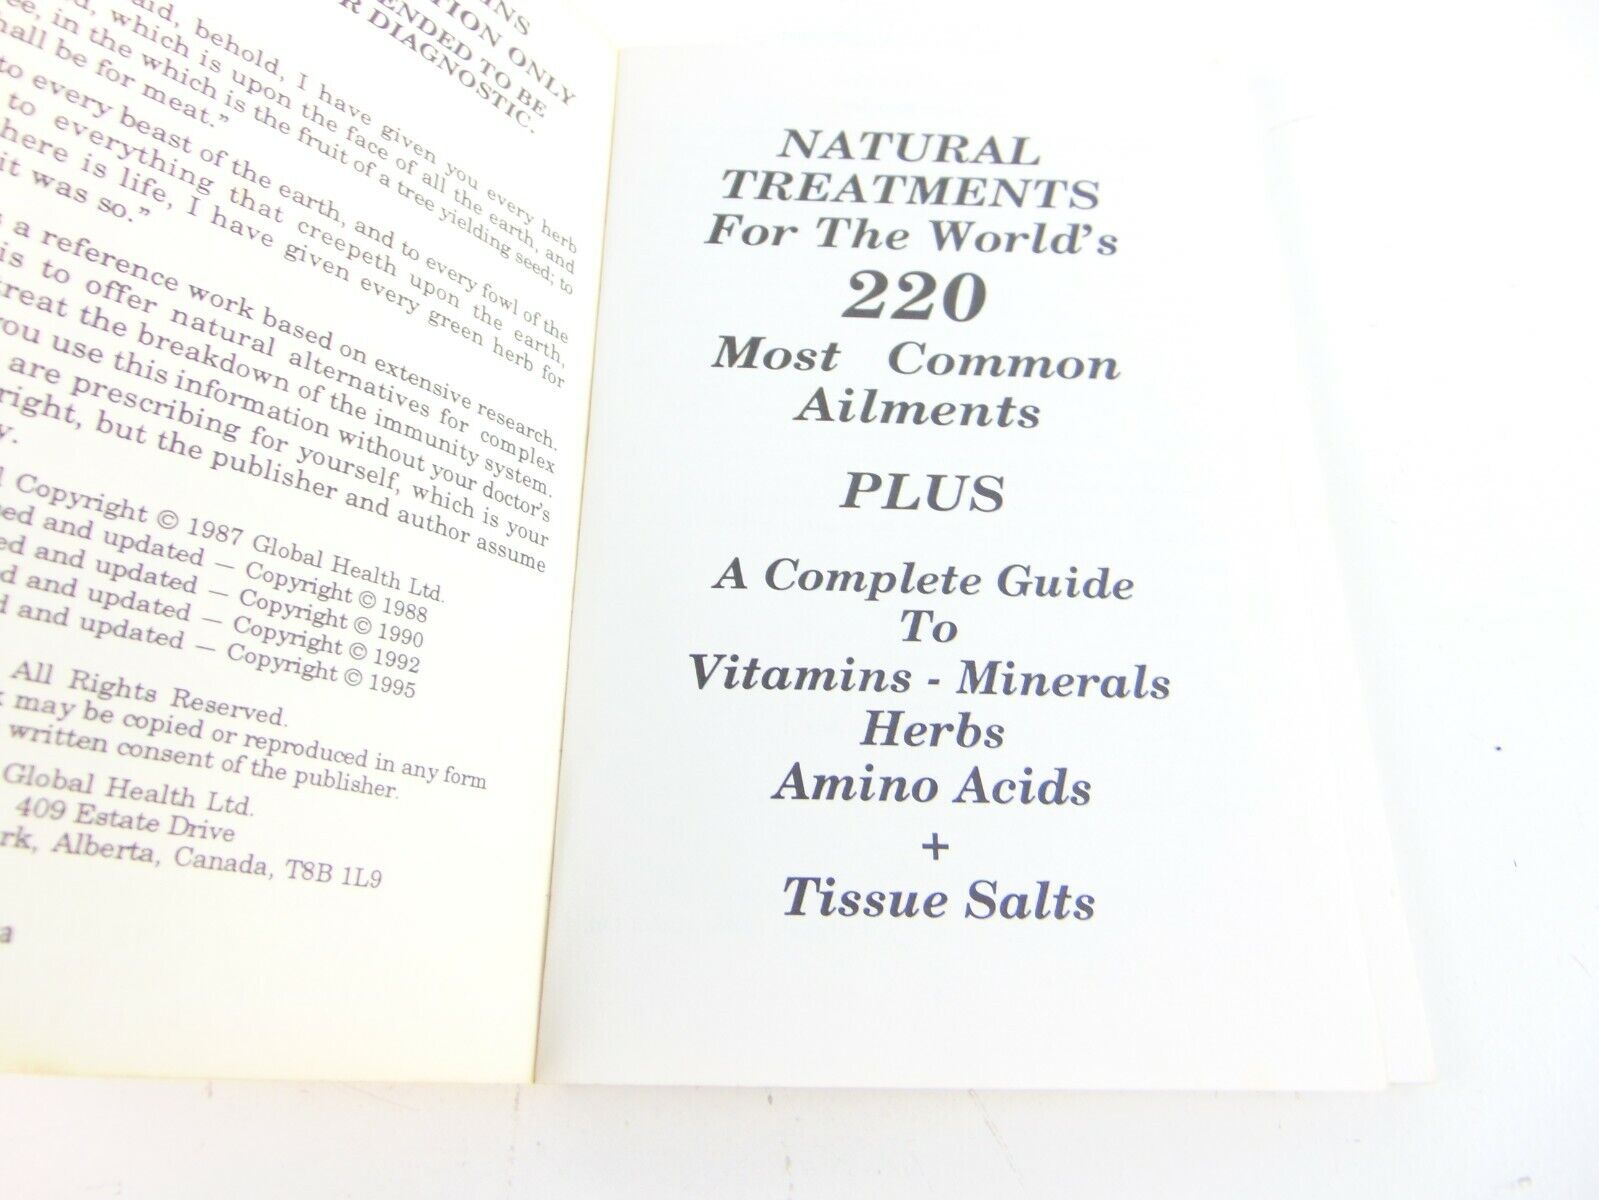 INS
TION ONLY
ENDED TO BE
R DIAGNOSTIC.
aid, behold, I have given you every herb
which is upon the face of all the earth, and
ee, in the which is the fruit of a tree yielding seed; to
hall be for meat."
to every beast of the earth, and to every fowl of the
to everything that creepeth upon the earth,
here is life, I have given every green herb for
it was so."
s a reference work based on extensive research.
is to offer natural alternatives for complex
reat the breakdown of the immunity system.
ou use this information without your doctor's
are prescribing for yourself, which is your
right, but the publisher and author assume
y.
l Copyright © 1987 Global Health Ltd.
ed and updated — Copyright © 1988
ed and updated — Copyright © 1990
d and updated — Copyright © 1992
d and updated — Copyright © 1995
All Rights Reserved.
k may be copied or reproduced in any form
written consent of the publisher.
Global Health Ltd.
409 Estate Drive
rk, Alberta, Canada, T8B 1L9
a
NATURAL
TREATMENTS
For The World's
220
Most Common
Ailments
PLUS
A Complete Guide
To
Vitamins - Minerals
Herbs
Amino Acids
+
Tissue Salts